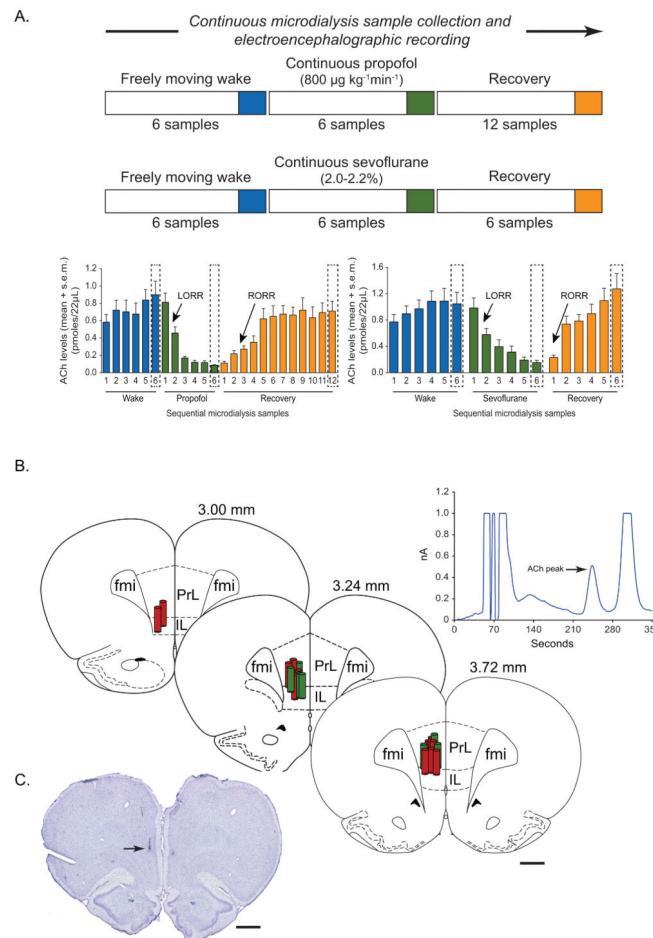 A.
Continuous microdialysis sample collection and
electroencephalographic recording
Continuous propofol
Freely moving wake (800 µg kg⁻¹min⁻¹) Recovery
6 samples 6 samples 12 samples
Continuous sevoflurane
Freely moving wake (2.0-2.2%) Recovery
6 samples 6 samples 6 samples
ACh levels (mean + s.e.m.)
(pmoles/22µL)
1.2
1.0
0.8
0.6
0.4
0.2
0.0
LORR
RORR
1 2 3 4 5 6 1 2 3 4 5 6 1 2 3 4 5 6 7 8 9 10 11 12
Wake Propofol Recovery
Sequential microdialysis samples
ACh levels (mean + s.e.m.)
(pmoles/22µL)
1.6
1.2
0.8
0.4
0.0
LORR
RORR
1 2 3 4 5 6 1 2 3 4 5 6 1 2 3 4 5 6
Wake Sevoflurane Recovery
Sequential microdialysis samples
B.
3.00 mm
fmi PrL fmi
IL
3.24 mm
fmi PrL fmi
IL
3.72 mm
fmi PrL fmi
IL
nA
1.2
1.0
0.8
0.6
0.4
0.2
0
ACh peak
0 70 140 210 280 35
Seconds
C.